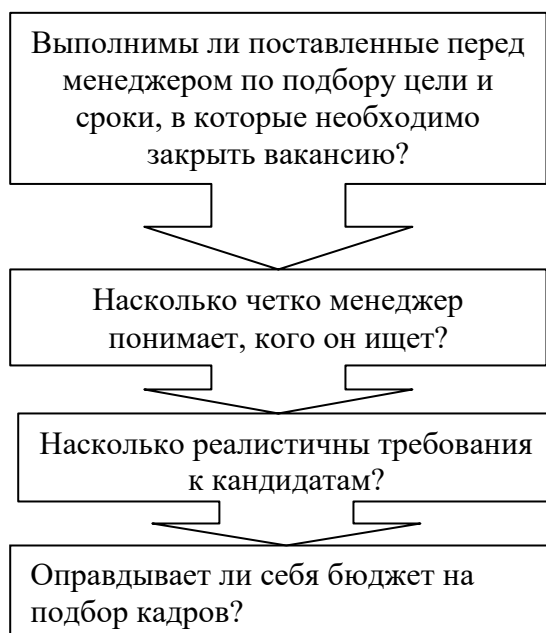 Выполнимы ли поставленные перед
менеджером по подбору цели и
сроки, в которые необходимо
закрыть вакансию?
Насколько четко менеджер
понимает, кого он ищет?
Насколько реалистичны требования
к кандидатам?
Оправдывает ли себя бюджет на
подбор кадров?